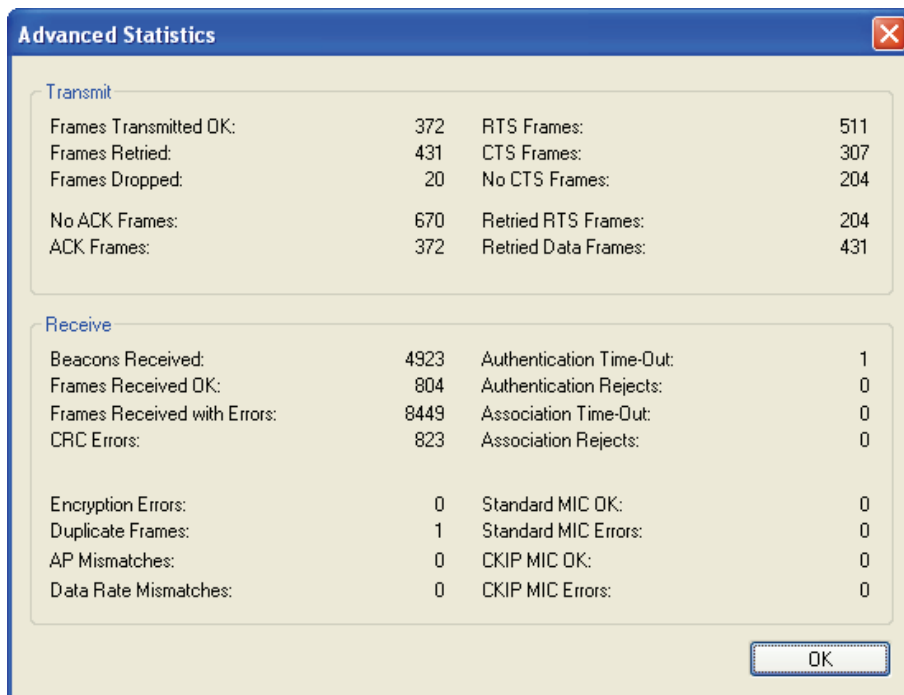 Advanced Statistics
Transmit
Frames Transmitted OK: 372 RTS Frames: 511
Frames Retried: 431 CTS Frames: 307
Frames Dropped: 20 No CTS Frames: 204
No ACK Frames: 670 Retried RTS Frames: 204
ACK Frames: 372 Retried Data Frames: 431
Receive
Beacons Received: 4923 Authentication Time-Out: 1
Frames Received OK: 804 Authentication Rejects: 0
Frames Received with Errors: 8449 Association Time-Out: 0
CRC Errors: 823 Association Rejects: 0
Encryption Errors: 0 Standard MIC OK: 0
Duplicate Frames: 1 Standard MIC Errors: 0
AP Mismatches: 0 CKIP MIC OK: 0
Data Rate Mismatches: 0 CKIP MIC Errors: 0
OK